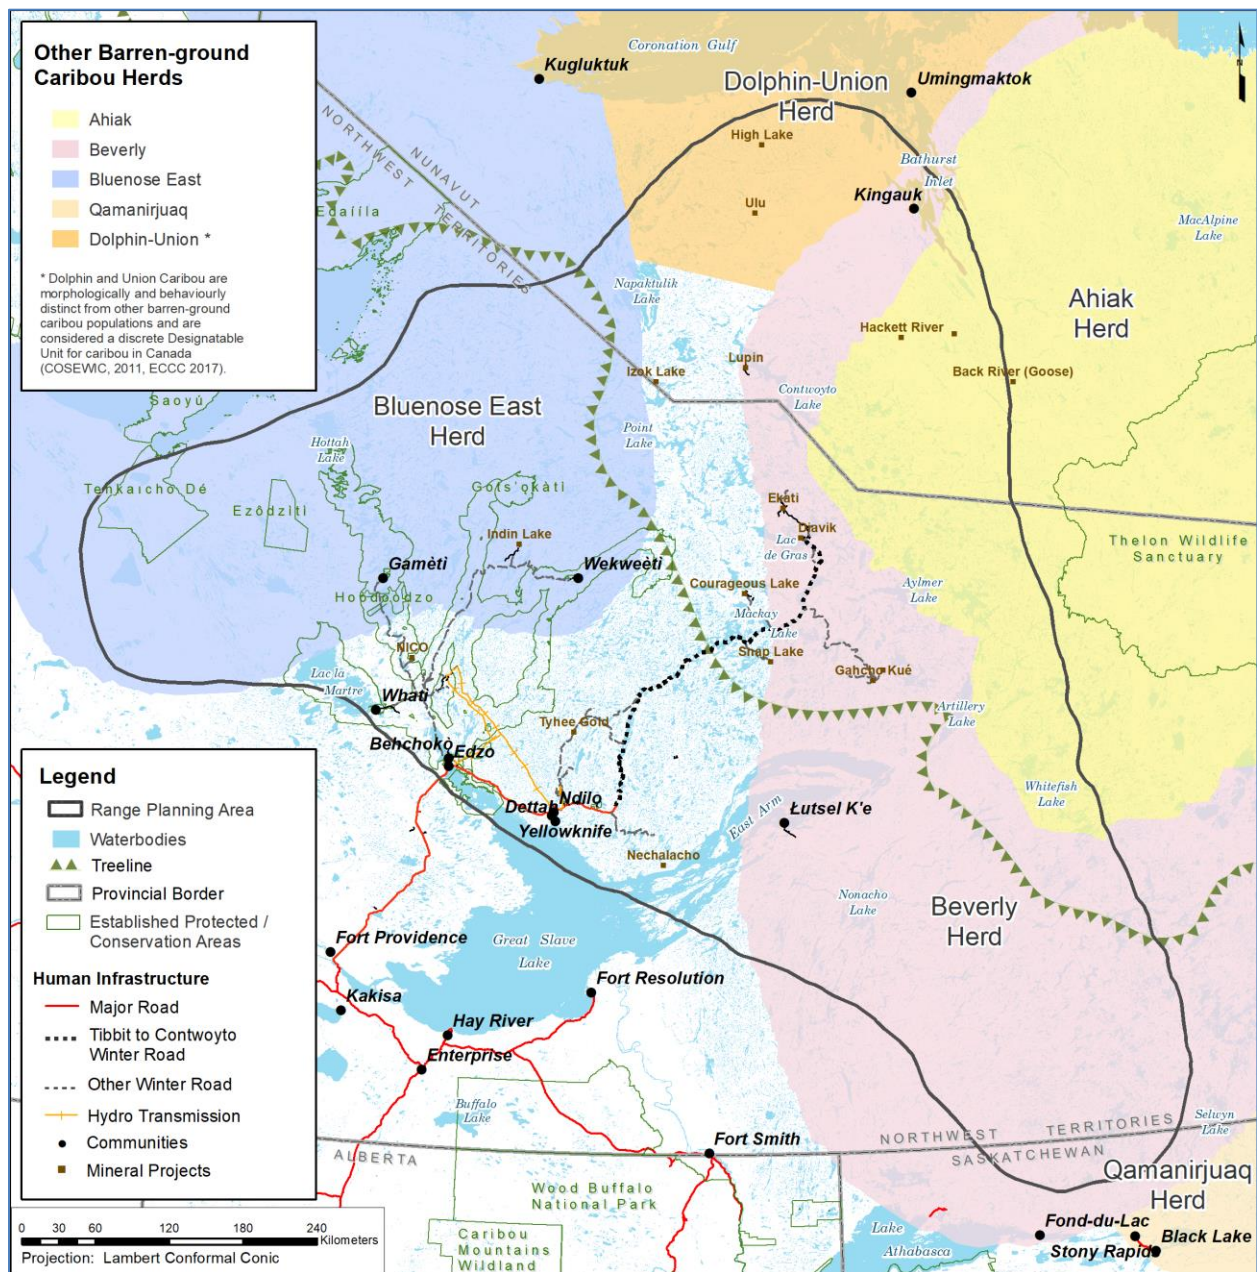 Other Barren-ground
Caribou Herds
Ahiak
Beverly
Bluenose East
Qamanirjuaq
Dolphin-Union *
* Dolphin and Union Caribou are
morphologically and behaviourly
distinct from other barren-ground
caribou populations and are
considered a discrete Designatable
Unit for caribou in Canada
(COSEWIC, 2011, ECCC 2017).
Coronation Gulf
Kugluktuk
Dolphin-Union
Herd
Umingmaktok
N
High Lake
NUNAVUT
NORTHWEST TERRITORIES
Bathurst
Inlet
Kingauk
Ulu
Edaíı́la
MacAlpine
Lake
Napaktulik
Lake
Ahiak
Herd
Hackett River
Lupin
Izok Lake
Back River (Goose)
Contwoyto
Lake
Saoyú
Bluenose East
Herd
Point
Lake
Hottah
Lake
Tenkaicho Dé
Ezôdzìtì
Gots'okàtì
Ekati
Diavik
Lac
de Gras
Indin Lake
Thelon Wildlife
Sanctuary
Gamètì
Wekweètì
Hoòdoòdzo
Courageous Lake
Aylmer
Lake
Mackay
Lake
NICO
Snap Lake
Gahcho Kué
Lac la
Martre
Whatì
Artillery
Lake
Tyhee Gold
Behchokò
Edzo
Whitefish
Lake
Ndilo
Dettah
Yellowknife
East Arm
Łutsel K'e
Nechalacho
Nonacho
Lake
Beverly
Herd
Fort Providence
Great Slave
Lake
Fort Resolution
Kakisa
Hay River
Enterprise
Buffalo
Lake
Selwyn
Lake
Fort Smith
NORTHWEST TERRITORIES
SASKATCHEWAN
ALBERTA
Qamanirjuaq
Herd
Wood Buffalo
National Park
Caribou
Mountains
Wildland
Lake
Athabasca
Fond-du-Lac
Black Lake
Stony Rapid
Legend
Range Planning Area
Waterbodies
Treeline
Provincial Border
Established Protected /
Conservation Areas
Human Infrastructure
Major Road
Tibbit to Contwoyto
Winter Road
Other Winter Road
Hydro Transmission
Communities
Mineral Projects
0 30 60 120 180 240
Kilometers
Projection: Lambert Conformal Conic